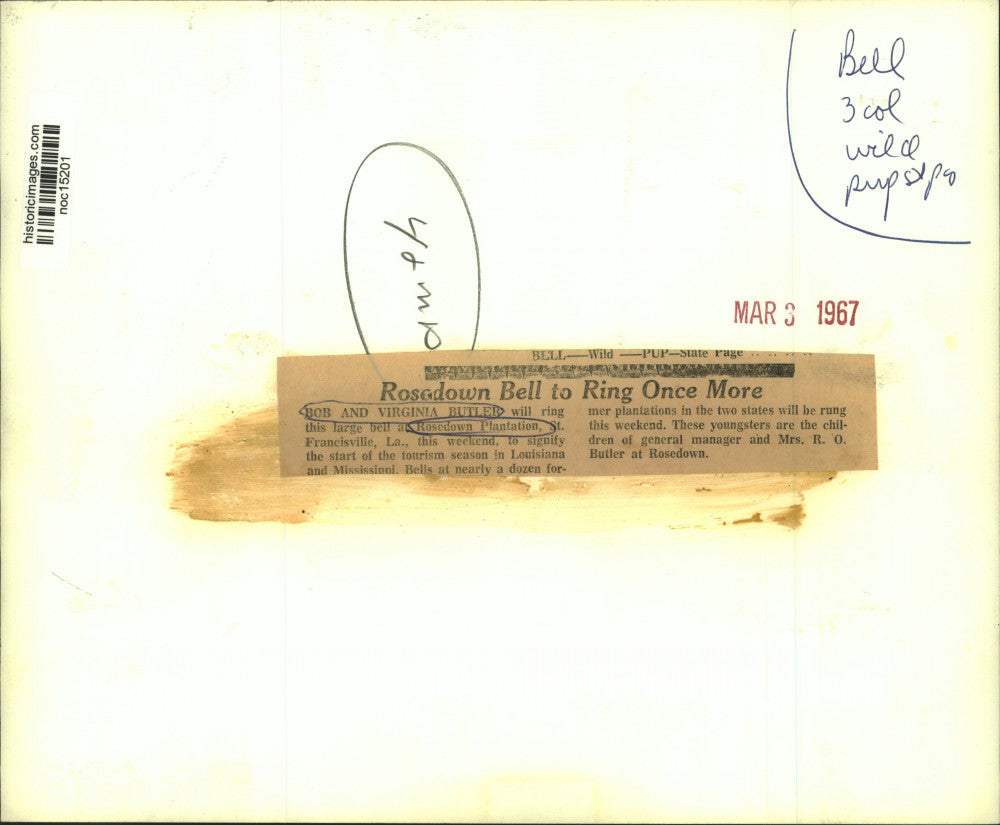 Bell
3 col
wild
historicimages.com
noc15201
MAR 3 1967
BELL—Wild —PUP—State Page
Rosedown Bell to Ring Once More
BOB AND VIRGINIA BUTLER will ring
this large bell at Rosedown Plantation, St.
Francisville, La., this weekend, to signify
the start of the tourism season in Louisiana
and Mississippi. Bells at nearly a dozen for-
mer plantations in the two states will be rung
this weekend. These youngsters are the chil-
dren of general manager and Mrs. R. O.
Butler at Rosedown.